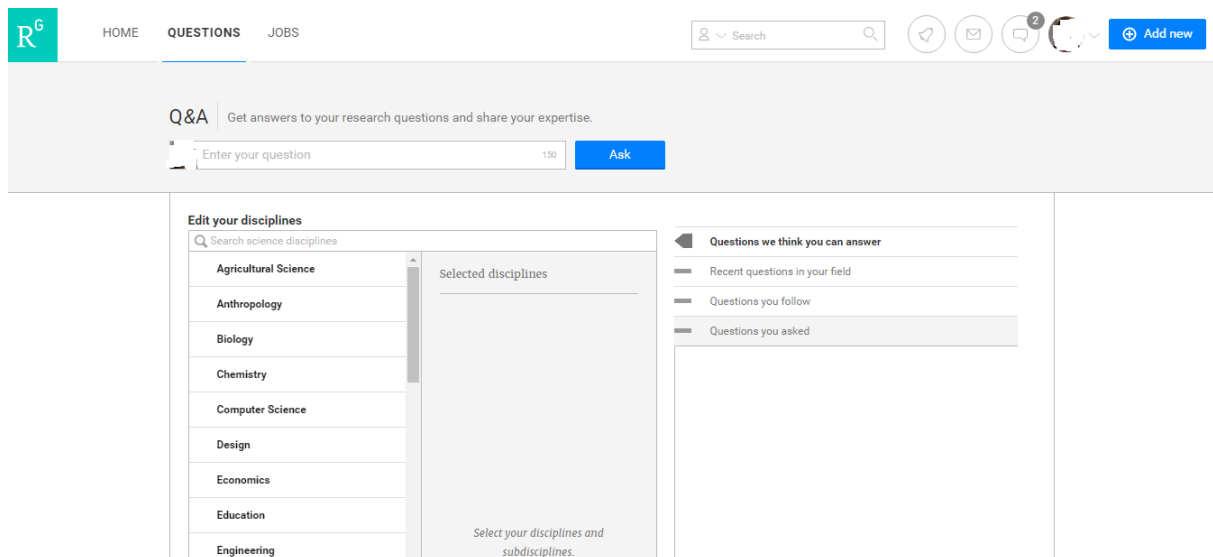 RG
HOME QUESTIONS JOBS Search 2 Add new
Q&A Get answers to your research questions and share your expertise.
Enter your question 150 Ask
Edit your disciplines
Search science disciplines
Agricultural Science
Anthropology
Biology
Chemistry
Computer Science
Design
Economics
Education
Engineering
Selected disciplines
Select your disciplines and
subdisciplines.
Questions we think you can answer
Recent questions in your field
Questions you follow
Questions you asked